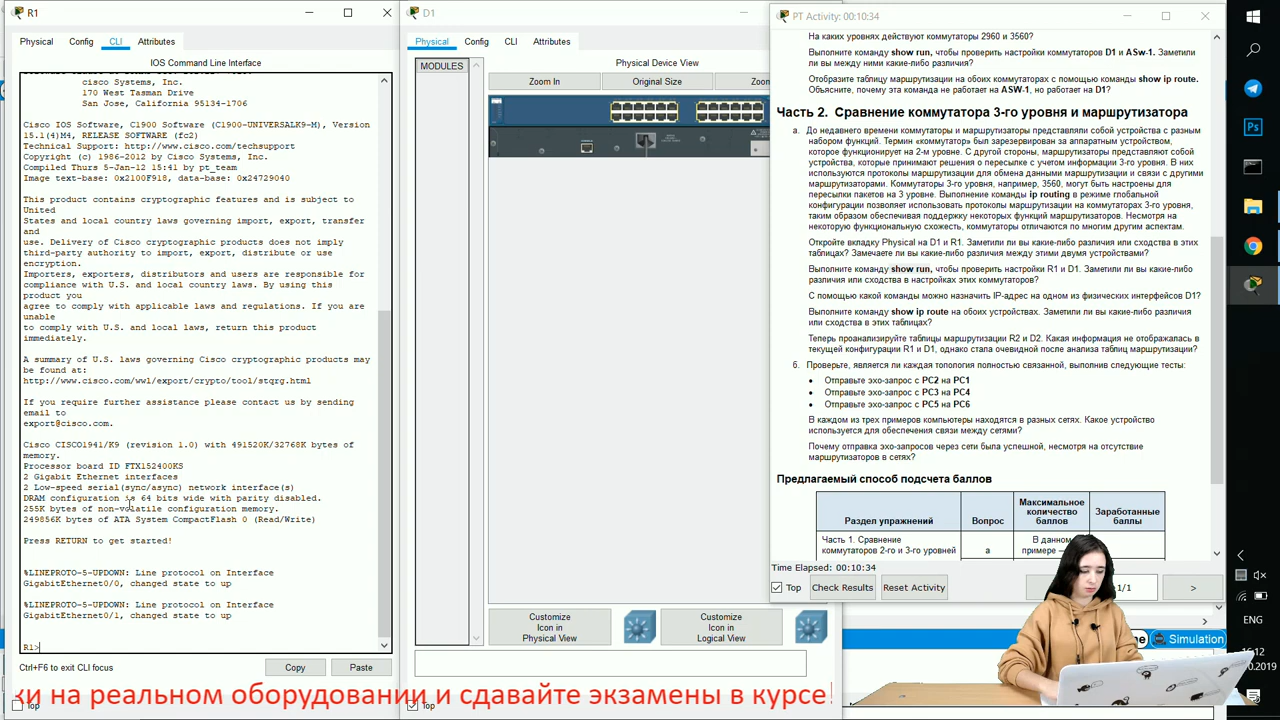 R1
Physical
Config
CLI
Attributes
IOS Command Line Interface
cisco Systems, Inc.
170 West Tasman Drive
San Jose, California 95134-1706
Cisco IOS Software, C1900 Software (C1900-UNIVERSALK9-M), Version
15.1(4)M4, RELEASE SOFTWARE (fc2)
Technical Support: http://www.cisco.com/techsupport
Copyright (c) 1986-2012 by Cisco Systems, Inc.
Compiled Thurs 5-Jan-12 15:41 by pt_team
Image text-base: 0x2100F918, data-base: 0x24729040
This product contains cryptographic features and is subject to
United
States and local country laws governing import, export, transfer
and
use. Delivery of Cisco cryptographic products does not imply
third-party authority to import, export, distribute or use
encryption.
Importers, exporters, distributors and users are responsible for
compliance with U.S. and local country laws. By using this
product you
agree to comply with applicable laws and regulations. If you are
unable
to comply with U.S. and local laws, return this product
immediately.
A summary of U.S. laws governing Cisco cryptographic products may
be found at:
http://www.cisco.com/wwl/export/crypto/tool/stqrg.html
If you require further assistance please contact us by sending
email to
export@cisco.com.
Cisco CISCO1941/K9 (revision 1.0) with 491520K/32768K bytes of
memory.
Processor board ID FTX152400KS
2 Gigabit Ethernet interfaces
2 Low-speed serial(sync/async) network interface(s)
DRAM configuration is 64 bits wide with parity disabled.
255K bytes of non-volatile configuration memory.
249856K bytes of ATA System CompactFlash 0 (Read/Write)
Press RETURN to get started!
%LINEPROTO-5-UPDOWN: Line protocol on Interface
GigabitEthernet0/0, changed state to up
%LINEPROTO-5-UPDOWN: Line protocol on Interface
GigabitEthernet0/1, changed state to up
R1>
Ctrl+F6 to exit CLI focus
Copy
Paste
Top
D1
Physical
Config
CLI
Attributes
MODULES
Physical Device View
Zoom In
Original Size
Zoom
Customize
Icon in
Physical View
Customize
Icon in
Logical View
Top
PT Activity: 00:10:34
На каких уровнях действуют коммутаторы 2960 и 3560?
Выполните команду show run, чтобы проверить настройки коммутаторов D1 и ASw-1. Заметили
ли вы между ними какие-либо различия?
Отобразите таблицу маршрутизации на обоих коммутаторах с помощью команды show ip route.
Объясните, почему эта команда не работает на ASW-1, но работает на D1?
Часть 2. Сравнение коммутатора 3-го уровня и маршрутизатора
а. До недавнего времени коммутаторы и маршрутизаторы представляли собой устройства с разным
набором функций. Термин «коммутатор» был зарезервирован за аппаратным устройством,
которое функционирует на 2-м уровне. С другой стороны, маршрутизаторы представляют собой
устройства, которые принимают решения о пересылке с учетом информации 3-го уровня. В них
используются протоколы маршрутизации для обмена данными маршрутизации и связи с другими
маршрутизаторами. Коммутаторы 3-го уровня, например, 3560, могут быть настроены для
пересылки пакетов на 3 уровне. Выполнение команды ip routing в режиме глобальной
конфигурации позволяет использовать протоколы маршрутизации на коммутаторах 3-го уровня,
таким образом обеспечивая поддержку некоторых функций маршрутизаторов. Несмотря на
некоторую функциональную схожесть, коммутаторы отличаются по многим другим аспектам.
Откройте вкладку Physical на D1 и R1. Заметили ли вы какие-либо различия или сходства в этих
таблицах? Замечаете ли вы какие-либо различия между этими двумя устройствами?
Выполните команду show run, чтобы проверить настройки R1 и D1. Заметили ли вы какие-либо
различия или сходства в настройках этих коммутаторов?
С помощью какой команды можно назначить IP-адрес на одном из физических интерфейсов D1?
Выполните команду show ip route на обоих устройствах. Заметили ли вы какие-либо различия
или сходства в этих таблицах?
Теперь проанализируйте таблицы маршрутизации R2 и D2. Какая информация не отображалась в
текущей конфигурации R1 и D1, однако стала очевидной после анализа таблиц маршрутизации?
б. Проверьте, является ли каждая топология полностью связанной, выполнив следующие тесты:
• Отправьте эхо-запрос с PC2 на PC1
• Отправьте эхо-запрос с PC3 на PC4
• Отправьте эхо-запрос с PC5 на PC6
В каждом из трех примеров компьютеры находятся в разных сетях. Какое устройство
используется для обеспечения связи между сетями?
Почему отправка эхо-запросов через сети была успешной, несмотря на отсутствие
маршрутизаторов в сетях?
Предлагаемый способ подсчета баллов
Раздел упражнений
Вопрос
Максимальное
количество
баллов
Заработанные
баллы
Часть 1. Сравнение
коммутаторов 2-го и 3-го уровней
а
В данном
примере —
Time Elapsed: 00:10:34
Top
Check Results
Reset Activity
1/1
>
Simulation
ENG
ки на реальном оборудовании и сдавайте экзамены в курсе!